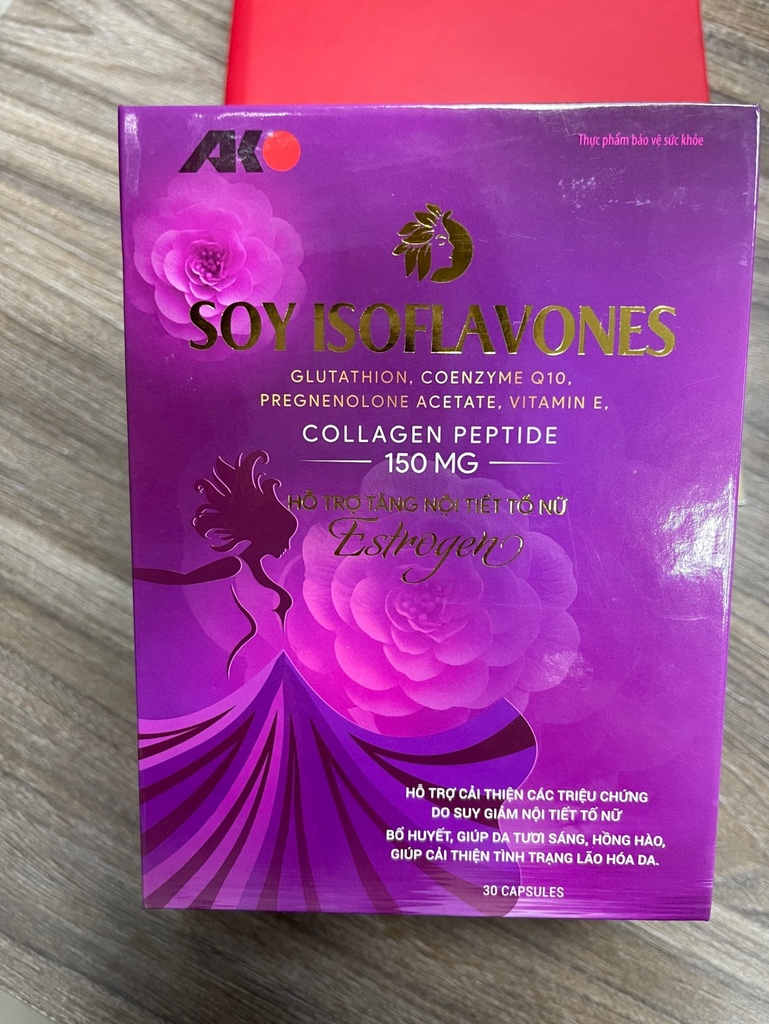 AKO
Thực phẩm bảo vệ sức khỏe
SOY ISOFLAVONES
GLUTATHION, COENZYME Q10,
PREGNENOLONE ACETATE, VITAMIN E,
COLLAGEN PEPTIDE
150 MG
HỖ TRỢ TĂNG NỘI TIẾT TỐ NỮ
Estrogen
HỖ TRỢ CẢI THIỆN CÁC TRIỆU CHỨNG
DO SUY GIẢM NỘI TIẾT TỐ NỮ
BỔ HUYẾT, GIÚP DA TƯƠI SÁNG, HỒNG HÀO,
GIÚP CẢI THIỆN TÌNH TRẠNG LÃO HÓA DA.
30 CAPSULES